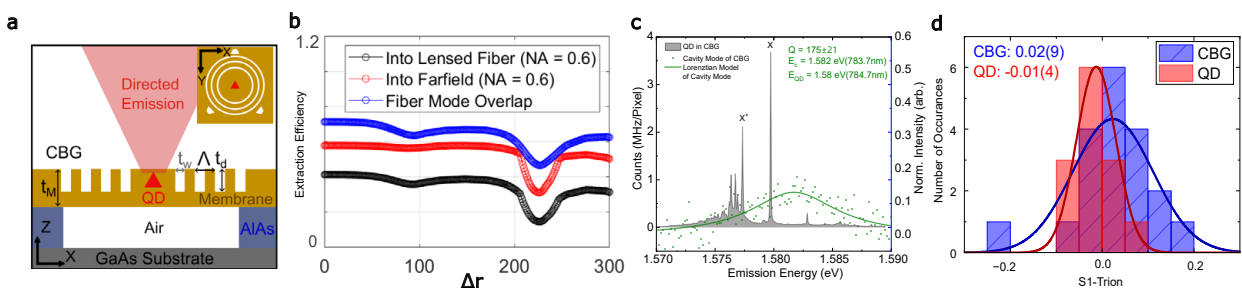 a
Directed
Emission
X
Y
CBG
t_w
Λ
t_d
t_M
QD
Membrane
Z
X
Air
AlAs
GaAs Substrate
b
1.2
0
Extraction Efficiency
Into Lensed Fiber (NA = 0.6)
Into Farfield (NA = 0.6)
Fiber Mode Overlap
0
100
200
300
Δr
c
6
5
4
3
2
1
0
Counts (MHz/Pixel)
QD in CBG
Cavity Mode of CBG
Lorenztian Model
of Cavity Mode
X
X⁺
Q = 175±21
E_c = 1.582 eV(783.7nm)
E_QD = 1.58 eV(784.7nm)
0.6
0.5
0.4
0.3
0.2
0.1
0.0
Norm. Intensity (arc.)
1.570
1.575
1.580
1.585
1.590
Emission Energy (eV)
d
CBG: 0.02(9)
QD: -0.01(4)
CBG
QD
6
4
2
0
Number of Occurances
−0.2
0.0
0.2
S1-Trion